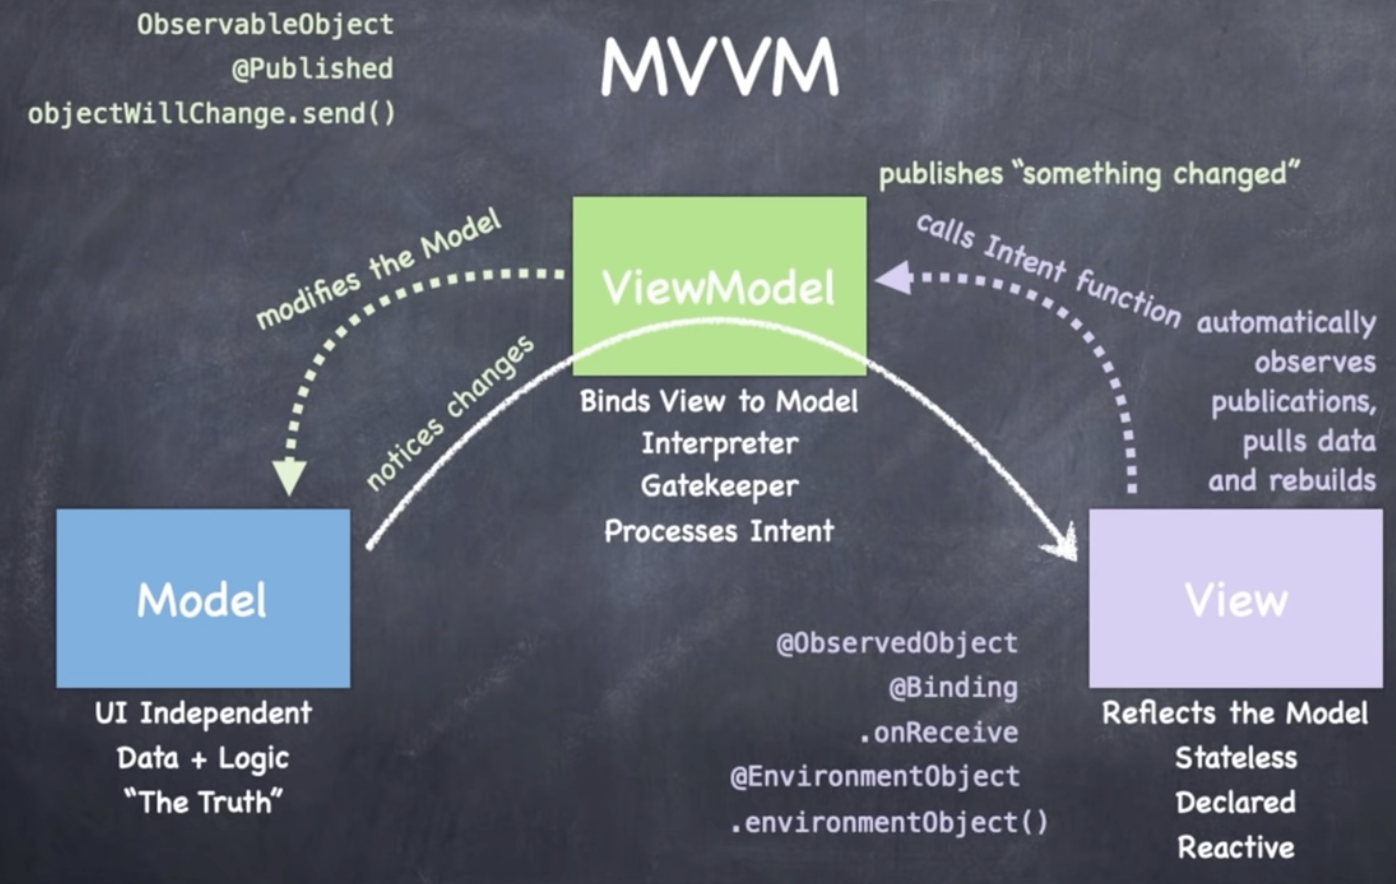 ObservableObject
@Published
objectWillChange.send()
MVVM
publishes “something changed”
modifies the Model
ViewModel
calls Intent function
notices changes
automatically
observes
publications,
pulls data
and rebuilds
Binds View to Model
Interpreter
Gatekeeper
Processes Intent
Model
UI Independent
Data + Logic
“The Truth”
@ObservedObject
@Binding
.onReceive
@EnvironmentObject
.environmentObject()
View
Reflects the Model
Stateless
Declared
Reactive